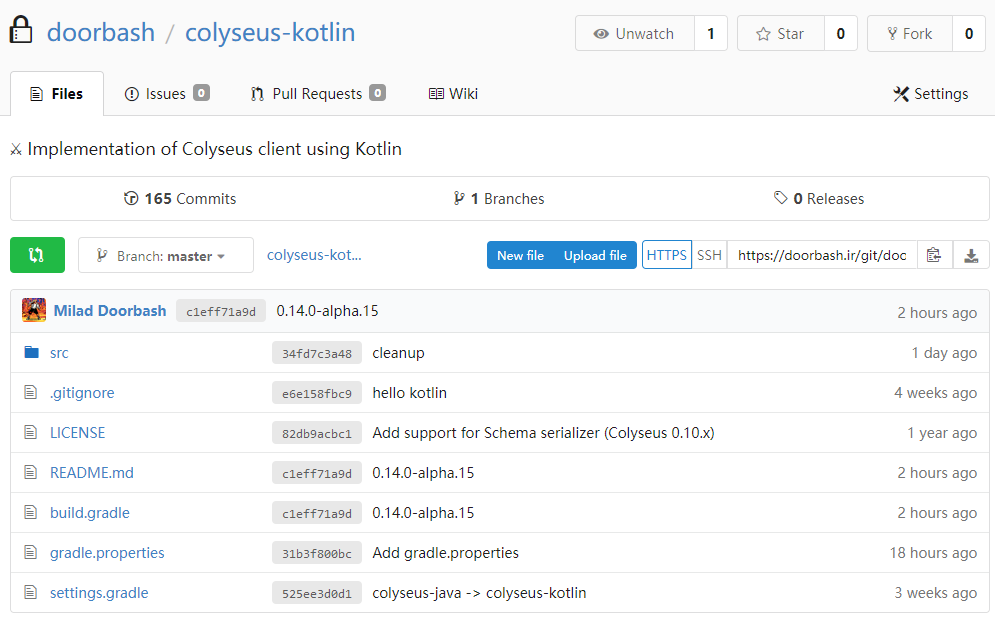 doorbash / colyseus-kotlin
Unwatch 1 Star 0 Fork 0
Files Issues 0 Pull Requests 0 Wiki Settings
Implementation of Colyseus client using Kotlin
165 Commits 1 Branches 0 Releases
Branch: master colyseus-kot... New file Upload file HTTPS SSH https://doorbash.ir/git/doo
Milad Doorbash c1eff71a9d 0.14.0-alpha.15 2 hours ago
src 34fd7c3a48 cleanup 1 day ago
.gitignore e6e158fbc9 hello kotlin 4 weeks ago
LICENSE 82db9acbc1 Add support for Schema serializer (Colyseus 0.10.x) 1 year ago
README.md c1eff71a9d 0.14.0-alpha.15 2 hours ago
build.gradle c1eff71a9d 0.14.0-alpha.15 2 hours ago
gradle.properties 31b3f800bc Add gradle.properties 18 hours ago
settings.gradle 525ee3d0d1 colyseus-java -> colyseus-kotlin 3 weeks ago